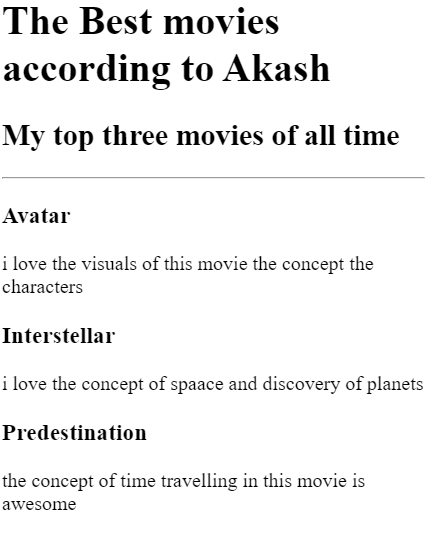 The Best movies
according to Akash
My top three movies of all time
Avatar
i love the visuals of this movie the concept the
characters
Interstellar
i love the concept of spaace and discovery of planets
Predestination
the concept of time travelling in this movie is
awesome